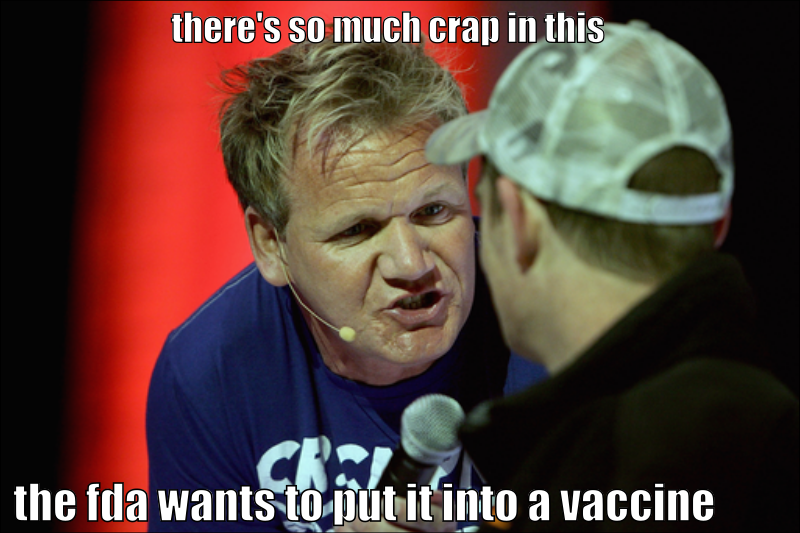 there's so much crap in this
the fda wants to put it into a vaccine